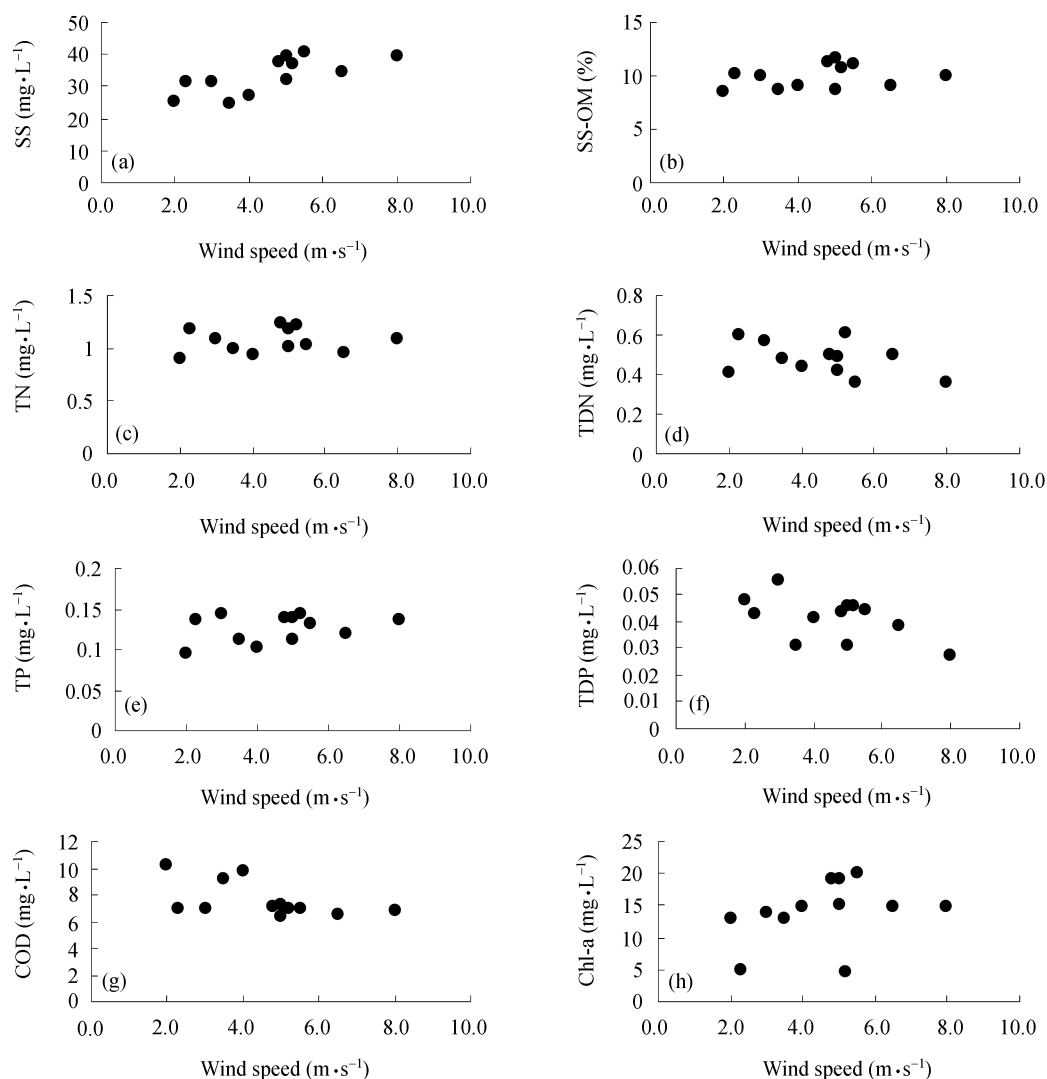 50
40
30
20
10
0
SS (mg•L⁻¹)
(a)
0.0 2.0 4.0 6.0 8.0 10.0
Wind speed (m•s⁻¹)
15
10
5
0
SS-OM (%)
(b)
0.0 2.0 4.0 6.0 8.0 10.0
Wind speed (m•s⁻¹)
1.5
1
0.5
0
TN (mg•L⁻¹)
(c)
0.0 2.0 4.0 6.0 8.0 10.0
Wind speed (m•s⁻¹)
0.8
0.6
0.4
0.2
0
TDN (mg•L⁻¹)
(d)
0.0 2.0 4.0 6.0 8.0 10.0
Wind speed (m•s⁻¹)
0.2
0.15
0.1
0.05
0
TP (mg•L⁻¹)
(e)
0.0 2.0 4.0 6.0 8.0 10.0
Wind speed (m•s⁻¹)
0.06
0.05
0.04
0.03
0.02
0.01
0
TDP (mg•L⁻¹)
(f)
0.0 2.0 4.0 6.0 8.0 10.0
Wind speed (m•s⁻¹)
12
10
8
6
4
2
0
COD (mg•L⁻¹)
(g)
0.0 2.0 4.0 6.0 8.0 10.0
Wind speed (m•s⁻¹)
25
20
15
10
5
0
Chl-a (mg•L⁻¹)
(h)
0.0 2.0 4.0 6.0 8.0 10.0
Wind speed (m•s⁻¹)